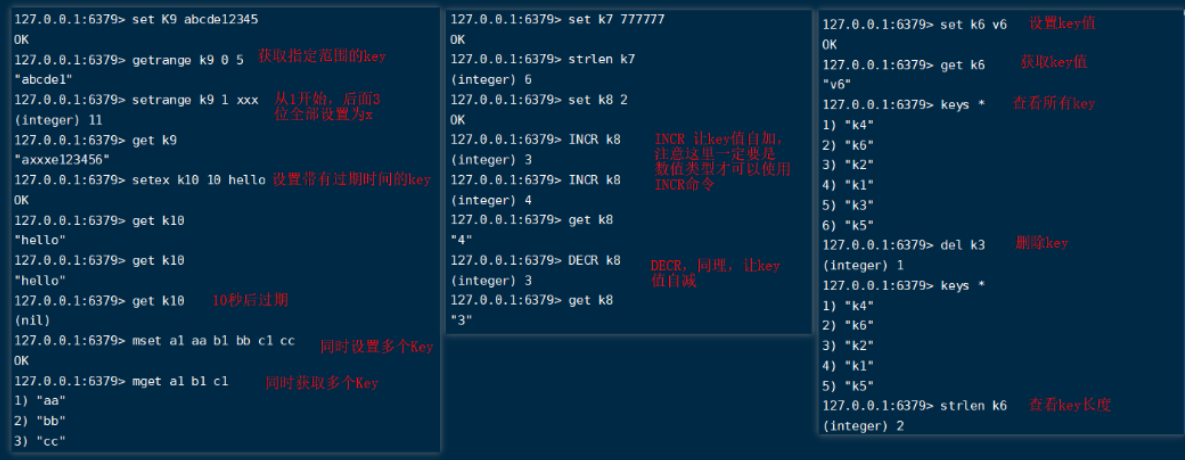 127.0.0.1:6379> set K9 abcde12345
OK
127.0.0.1:6379> getrange k9 0 5 获取指定范围的key
"abcde1"
127.0.0.1:6379> setrange k9 1 xxx 从1开始，后面3
位全部设置为x
(integer) 11
127.0.0.1:6379> get k9
"axxxe123456"
127.0.0.1:6379> setex k10 10 hello 设置带有过期时间的key
OK
127.0.0.1:6379> get k10
"hello"
127.0.0.1:6379> get k10
"hello"
127.0.0.1:6379> get k10 10秒后过期
(nil)
127.0.0.1:6379> mset a1 aa b1 bb c1 cc 同时设置多个Key
OK
127.0.0.1:6379> mget a1 b1 c1 同时获取多个Key
1) "aa"
2) "bb"
3) "cc"
127.0.0.1:6379> set k7 777777
OK
127.0.0.1:6379> strlen k7
(integer) 6
127.0.0.1:6379> set k8 2
OK
127.0.0.1:6379> INCR k8 INCR 让key值自加，
(integer) 3 注意这里一定要是
127.0.0.1:6379> INCR k8 数值类型才可以使用
INCR命令
(integer) 4
127.0.0.1:6379> get k8
"4"
127.0.0.1:6379> DECR k8 DECR，同理，让key
(integer) 3 值自减
127.0.0.1:6379> get k8
"3"
127.0.0.1:6379> set k6 v6 设置key值
OK
127.0.0.1:6379> get k6 获取key值
"v6"
127.0.0.1:6379> keys * 查看所有key
1) "k4"
2) "k6"
3) "k2"
4) "k1"
5) "k3"
6) "k5"
127.0.0.1:6379> del k3 删除key
(integer) 1
127.0.0.1:6379> keys *
1) "k4"
2) "k6"
3) "k2"
4) "k1"
5) "k5"
127.0.0.1:6379> strlen k6 查看key长度
(integer) 2